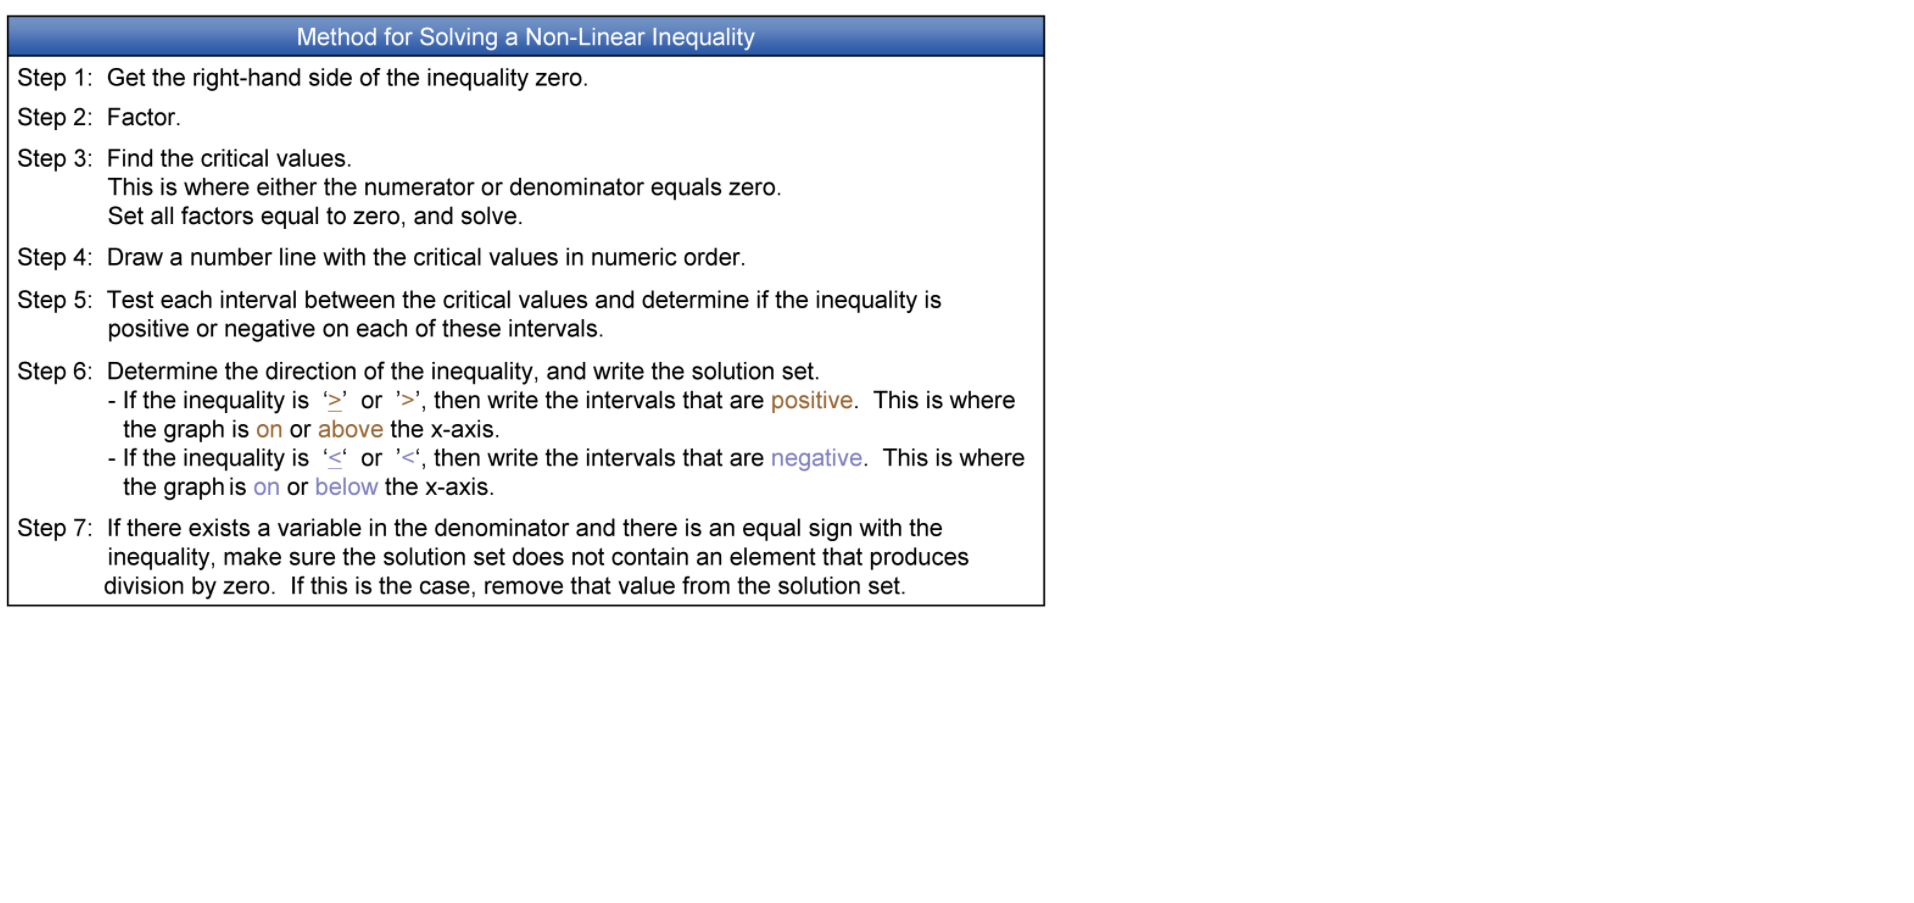 Method for Solving a Non-Linear Inequality
Step 1: Get the right-hand side of the inequality zero.
Step 2: Factor.
Step 3: Find the critical values.
This is where either the numerator or denominator equals zero.
Set all factors equal to zero, and solve.
Step 4: Draw a number line with the critical values in numeric order.
Step 5: Test each interval between the critical values and determine if the inequality is
positive or negative on each of these intervals.
Step 6: Determine the direction of the inequality, and write the solution set.
- If the inequality is ‘≥’ or ’>’, then write the intervals that are positive. This is where
the graph is on or above the x-axis.
- If the inequality is ‘≤‘ or ’<‘, then write the intervals that are negative. This is where
the graph is on or below the x-axis.
Step 7: If there exists a variable in the denominator and there is an equal sign with the
inequality, make sure the solution set does not contain an element that produces
division by zero. If this is the case, remove that value from the solution set.